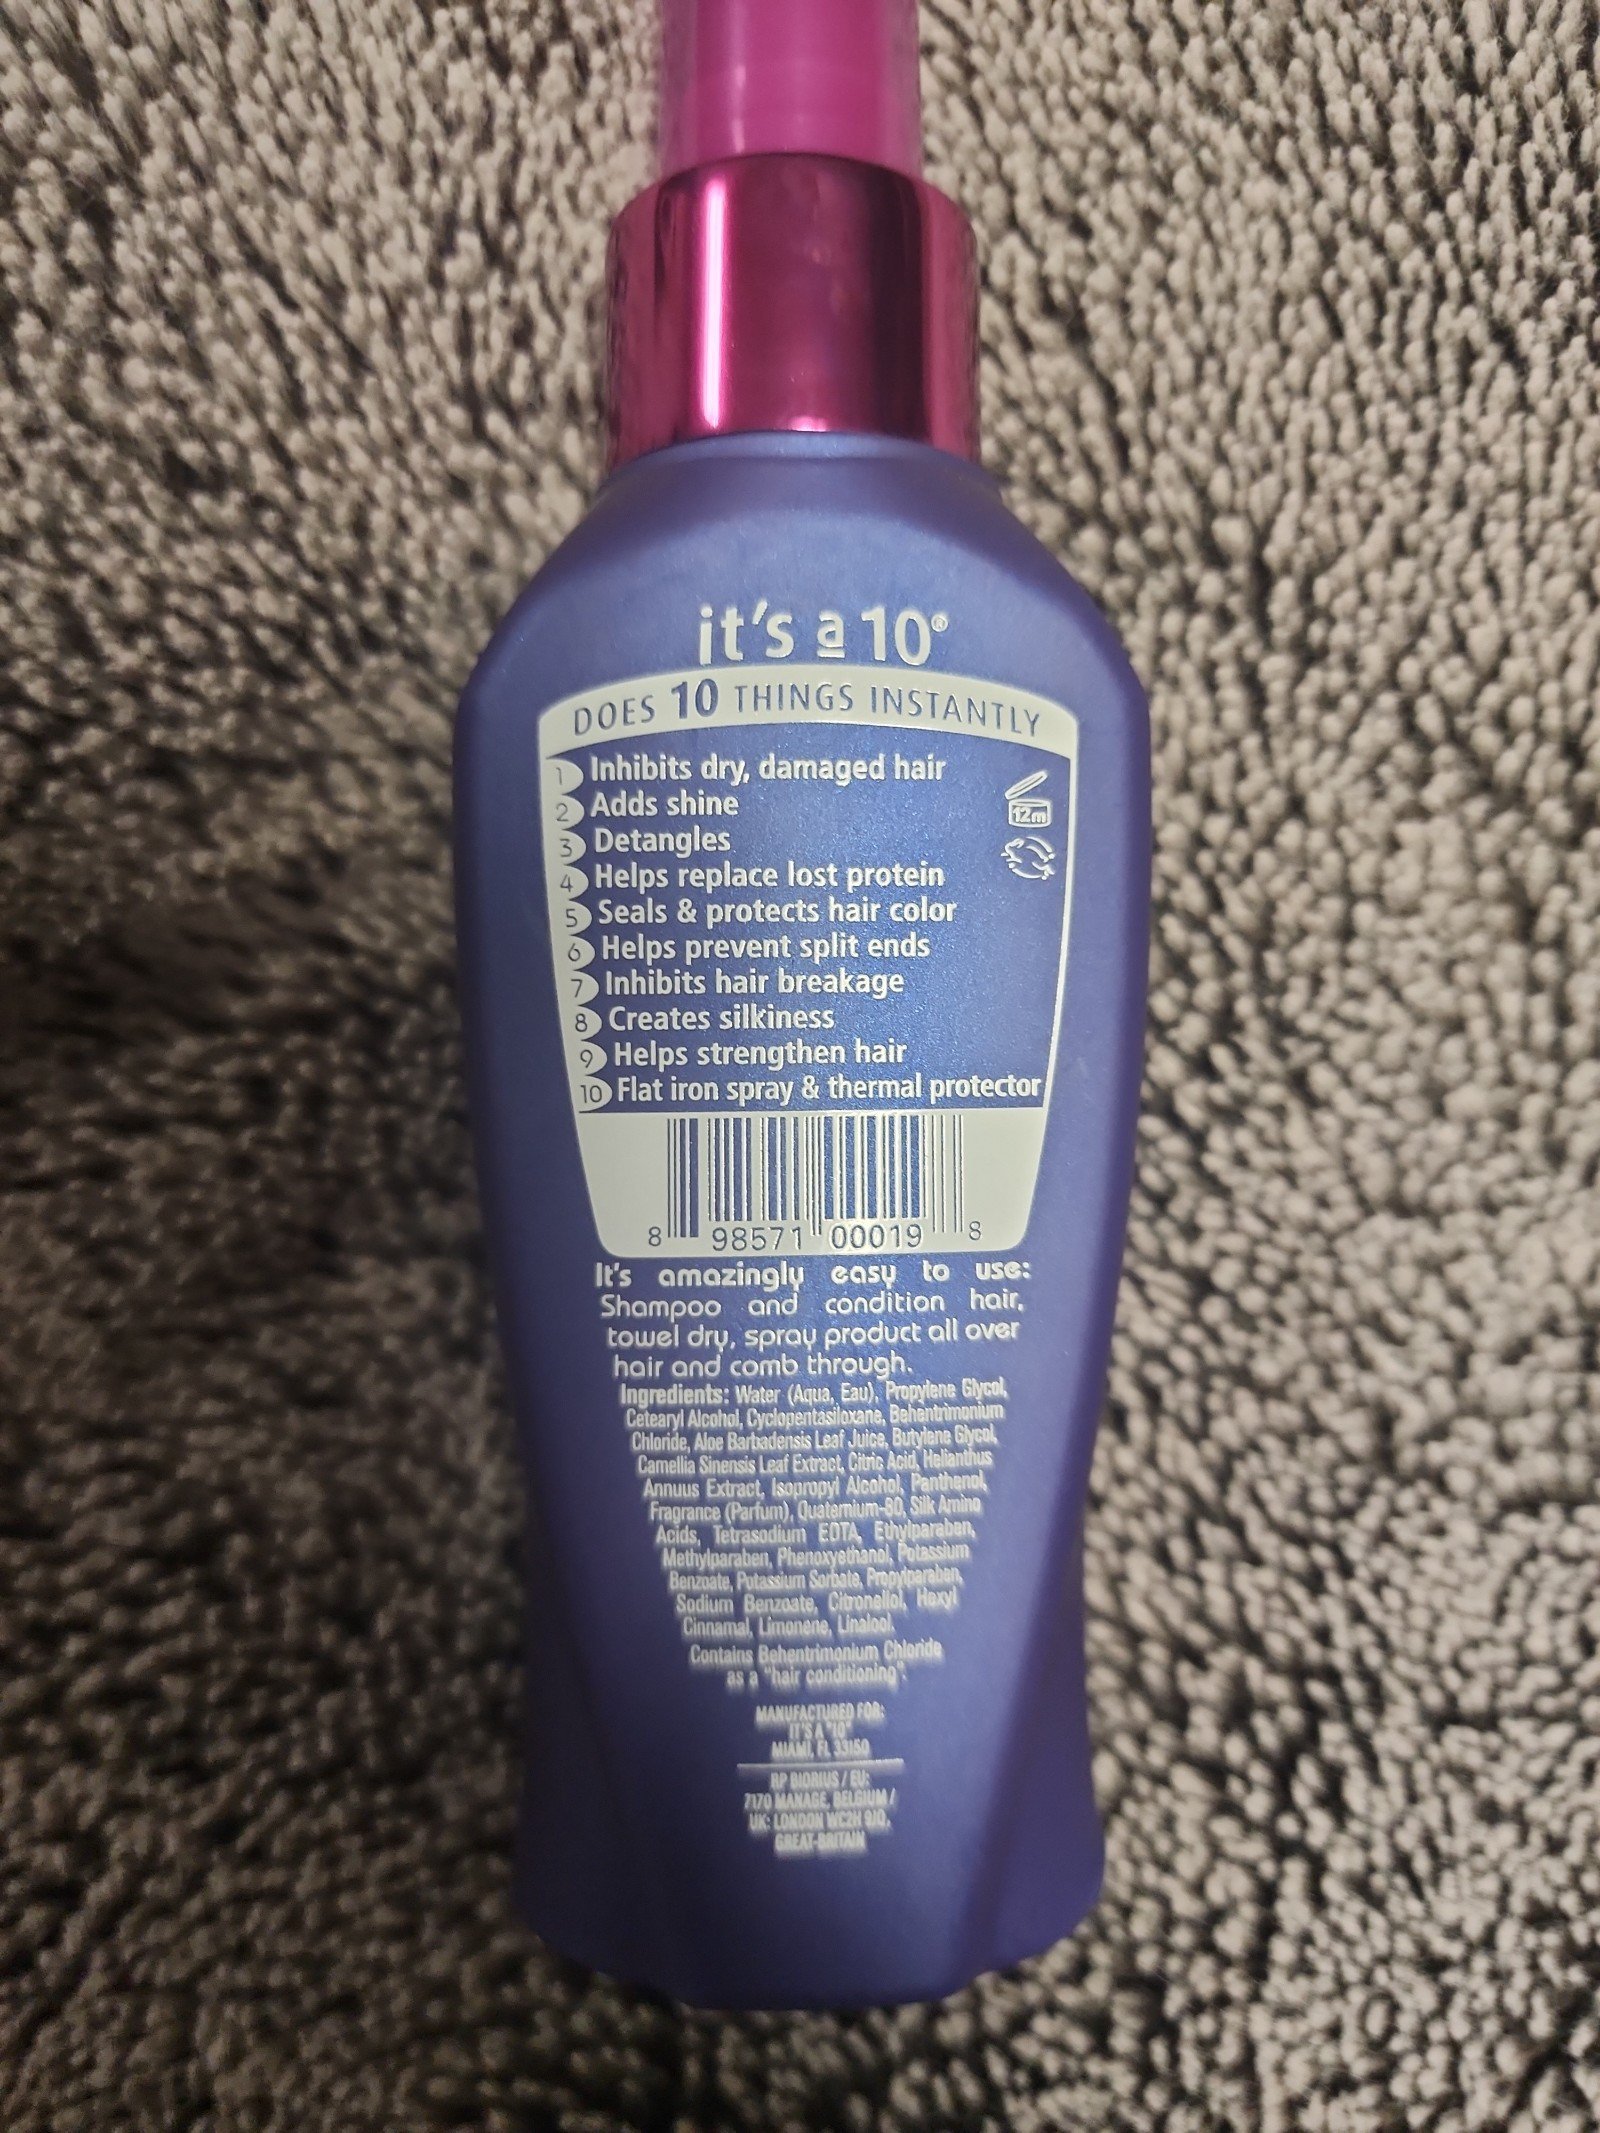 it's a 10®
DOES 10 THINGS INSTANTLY
1 Inhibits dry, damaged hair
2 Adds shine
3 Detangles
4 Helps replace lost protein
5 Seals & protects hair color
6 Helps prevent split ends
7 Inhibits hair breakage
8 Creates silkiness
9 Helps strengthen hair
10 Flat iron spray & thermal protector
12m
8 98571 00019 8
It's amazingly easy to use:
Shampoo and condition hair,
towel dry, spray product all over
hair and comb through.
Ingredients: Water (Aqua, Eau), Propylene Glycol,
Cetearyl Alcohol, Cyclopentasiloxane, Behentrimonium
Chloride, Aloe Barbadensis Leaf Juice, Butylene Glycol,
Camellia Sinensis Leaf Extract, Citric Acid, Helianthus
Annuus Extract, Isopropyl Alcohol, Panthenol,
Fragrance (Parfum), Quaternium-80, Silk Amino
Acids, Tetrasodium EDTA, Ethylparaben,
Methylparaben, Phenoxyethanol, Potassium
Benzoate, Potassium Sorbate, Propylparaben,
Sodium Benzoate, Citronellol, Hexyl
Cinnamal, Limonene, Linalool.
Contains Behentrimonium Chloride
as a "hair conditioning".
MANUFACTURED FOR:
IT'S A "10"
MIAMI, FL 33150
RP BIORIUS / EU:
7170 MANAGE, BELGIUM /
UK: LONDON WC2H 9JQ,
GREAT-BRITAIN